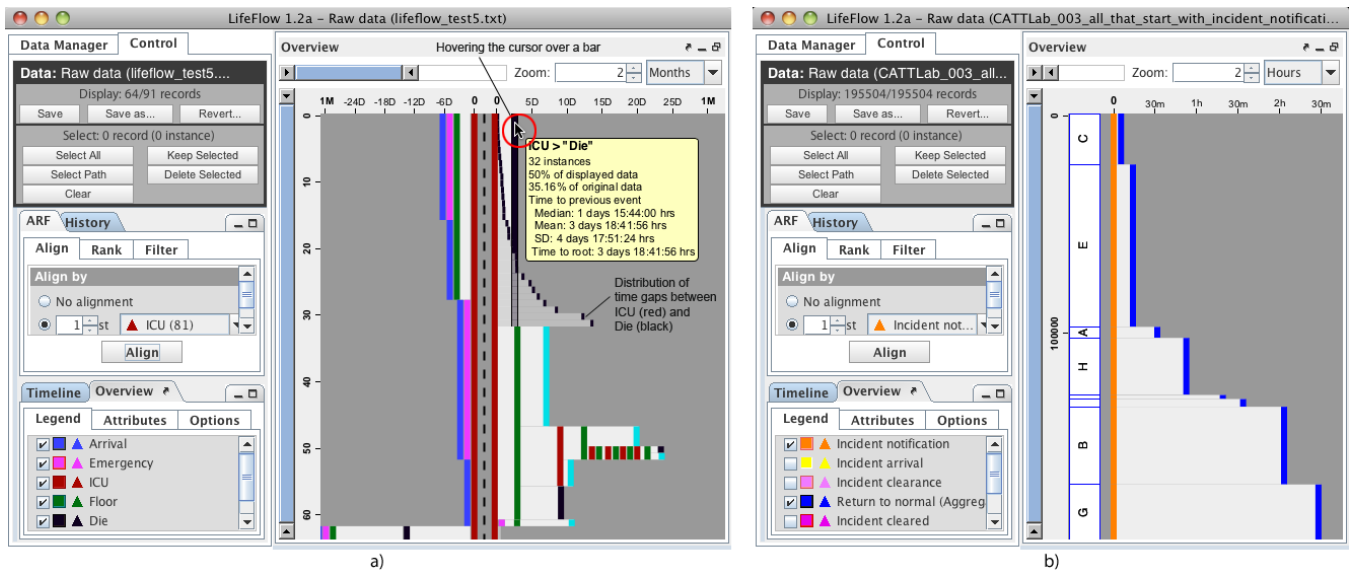 LifeFlow 1.2a – Raw data (lifeflow_test5.txt)
Data Manager
Control
Data: Raw data (lifeflow_test5....
Display: 64/91 records
Save
Save as...
Revert...
Select: 0 record (0 instance)
Select All
Keep Selected
Select Path
Delete Selected
Clear
ARF
History
Align
Rank
Filter
Align by
No alignment
1 st ICU (81)
Align
Timeline
Overview
Legend
Attributes
Options
Arrival
Emergency
ICU
Floor
Die
Overview
Hovering the cursor over a bar
Zoom: 2 Months
1M -24D -18D -12D -6D 0 0 5D 10D 15D 20D 25D 1M
0
10
20
30
40
50
60
ICU > "Die"
32 instances
50% of displayed data
35.16% of original data
Time to previous event
Median: 1 days 15:44:00 hrs
Mean: 3 days 18:41:56 hrs
SD: 4 days 17:51:24 hrs
Time to root: 3 days 18:41:56 hrs
Distribution of
time gaps between
ICU (red) and
Die (black)
a)
LifeFlow 1.2a – Raw data (CATTLab_003_all_that_start_with_incident_notificati...
Data Manager
Control
Data: Raw data (CATTLab_003_all...
Display: 195504/195504 records
Save
Save as...
Revert...
Select: 0 record (0 instance)
Select All
Keep Selected
Select Path
Delete Selected
Clear
ARF
History
Align
Rank
Filter
Align by
No alignment
1 st Incident not...
Align
Timeline
Overview
Legend
Attributes
Options
Incident notification
Incident arrival
Incident clearance
Return to normal (Aggreg
Incident cleared
Overview
Zoom: 2 Hours
0 30m 1h 30m 2h 30m
0
100000
C
E
A
H
B
G
b)